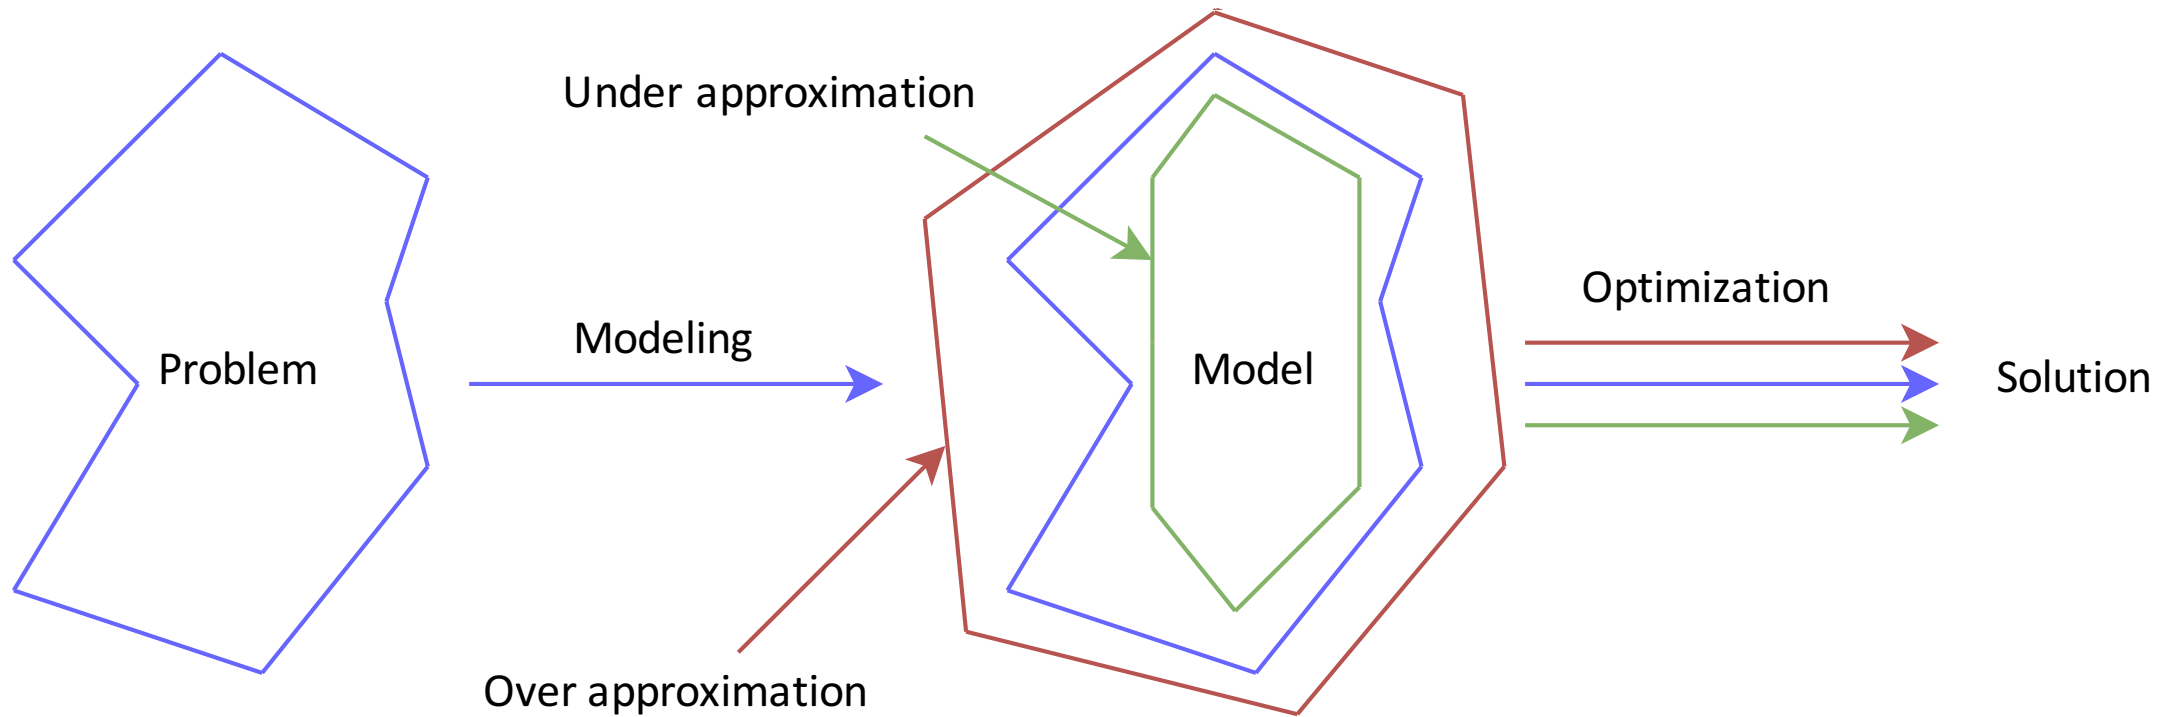 Under approximation
Optimization
Modeling
Problem
Model
Solution
Over approximation